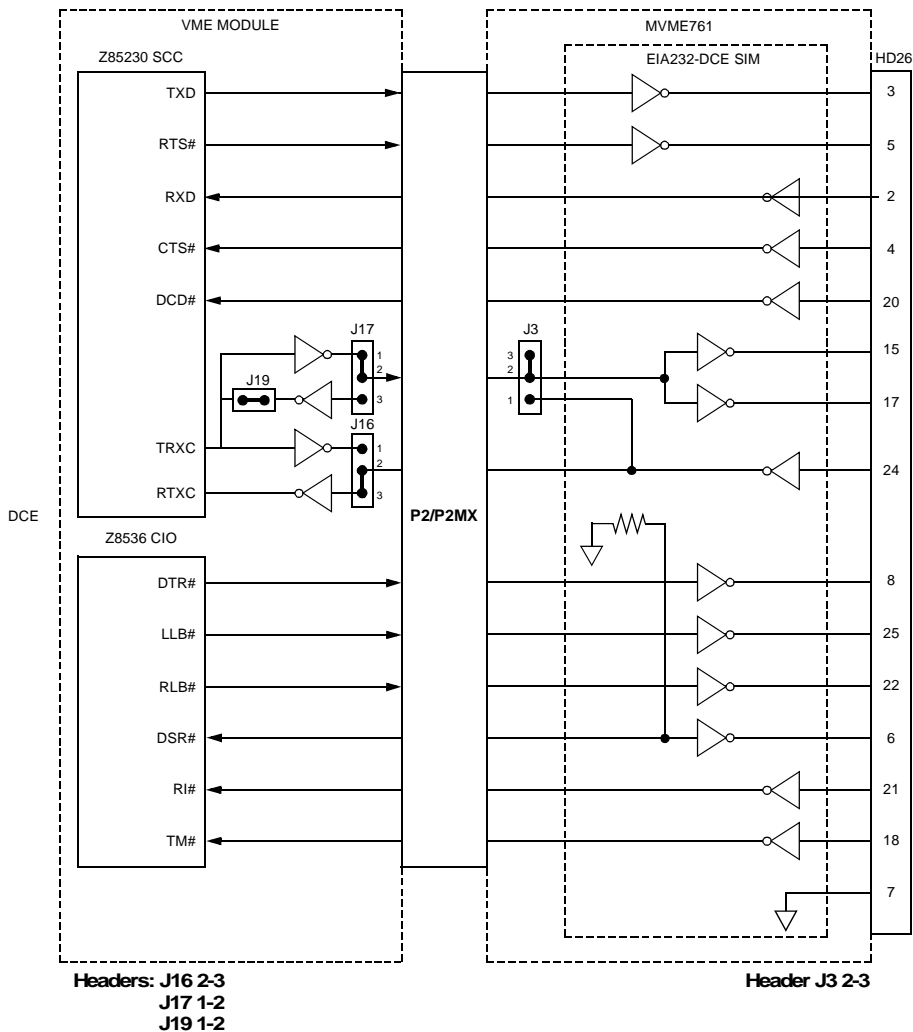 VME MODULE
MVME761
Z85230 SCC
EIA232-DCE SIM
HD26
TXD
3
RTS#
5
RXD
2
CTS#
4
DCD#
20
J17
J3
1
2
3
3
2
1
15
17
J19
J16
1
2
3
TRXC
24
RTXC
DCE
P2/P2MX
Z8536 CIO
DTR#
8
LLB#
25
RLB#
22
DSR#
6
RI#
21
TM#
18
7
Headers: J16 2-3
J17 1-2
J19 1-2
Header J3 2-3